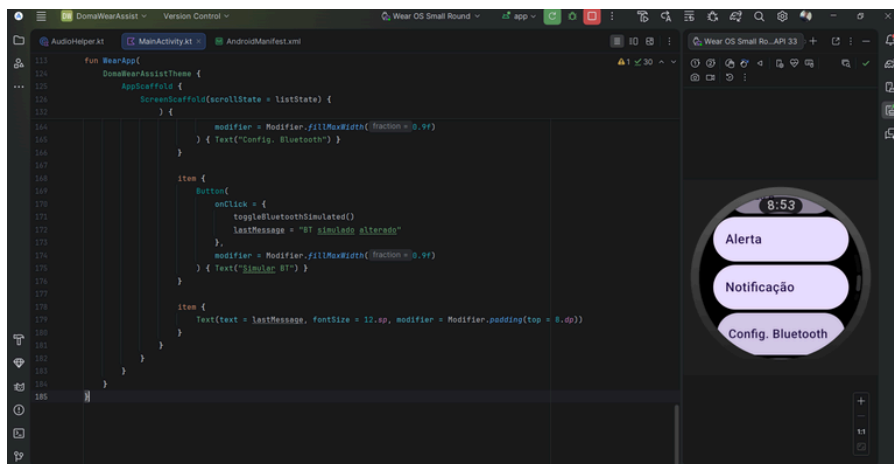 DB DomaWearAssist Version Control Wear OS Small Round app
AudioHelper.kt MainActivity.kt AndroidManifest.xml Wear OS Small Ro...API 33
113 fun WearApp( 1 30
124 DomaWearAssistTheme {
125 AppScaffold {
126 ScreenScaffold(scrollState = listState) {
132 ) {
164 modifier = Modifier.fillMaxWidth( fraction = 0.9f)
165 ) { Text("Config. Bluetooth") }
166 }
167
168 item {
169 Button(
170 onClick = {
171 toggleBluetoothSimulated()
172 lastMessage = "BT simulado alterado"
173 },
174 modifier = Modifier.fillMaxWidth( fraction = 0.9f)
175 ) { Text("Simular BT") }
176 }
177
178 item {
179 Text(text = lastMessage, fontSize = 12.sp, modifier = Modifier.padding(top = 8.dp))
180 }
181 }
182 }
183 }
184 }
185 }
8:53
Alerta
Notificação
Config. Bluetooth
1:1